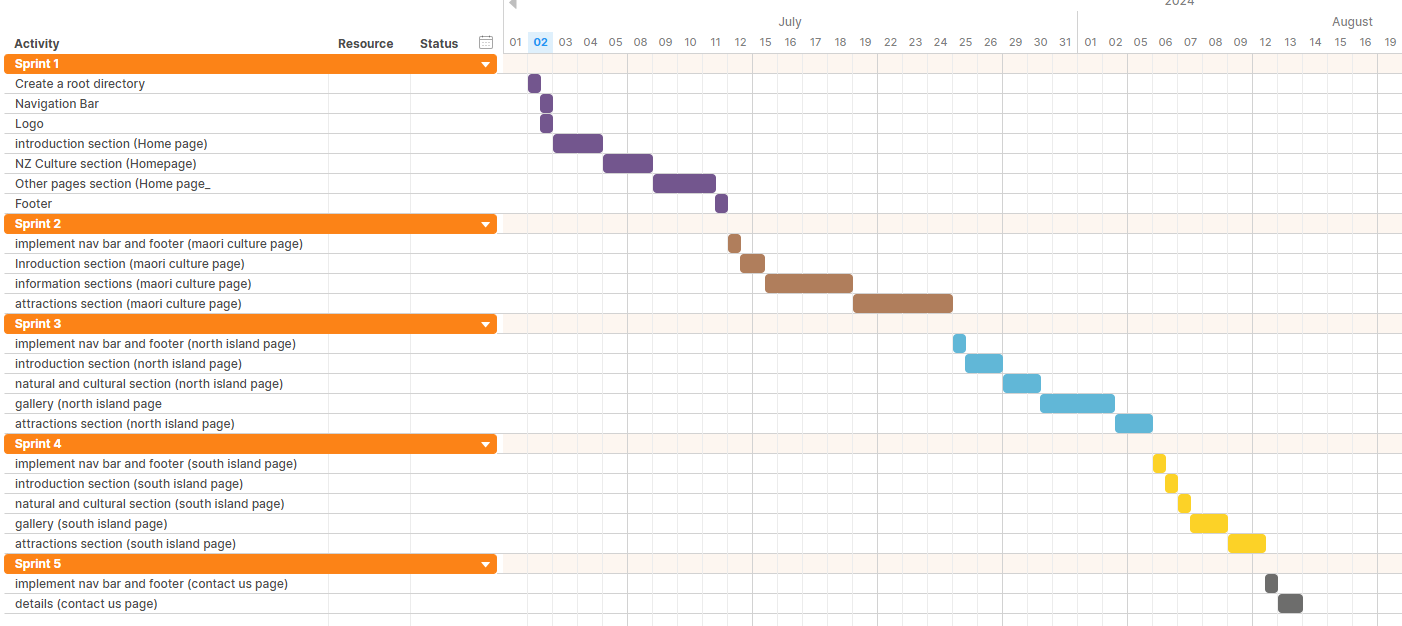 2024
July August
Activity Resource Status 01 02 03 04 05 08 09 10 11 12 15 16 17 18 19 22 23 24 25 26 29 30 31 01 02 05 06 07 08 09 12 13 14 15 16 19
Sprint 1
Create a root directory
Navigation Bar
Logo
introduction section (Home page)
NZ Culture section (Homepage)
Other pages section (Home page_
Footer
Sprint 2
implement nav bar and footer (maori culture page)
Inroduction section (maori culture page)
information sections (maori culture page)
attractions section (maori culture page)
Sprint 3
implement nav bar and footer (north island page)
introduction section (north island page)
natural and cultural section (north island page)
gallery (north island page
attractions section (north island page)
Sprint 4
implement nav bar and footer (south island page)
introduction section (south island page)
natural and cultural section (south island page)
gallery (south island page)
attractions section (south island page)
Sprint 5
implement nav bar and footer (contact us page)
details (contact us page)